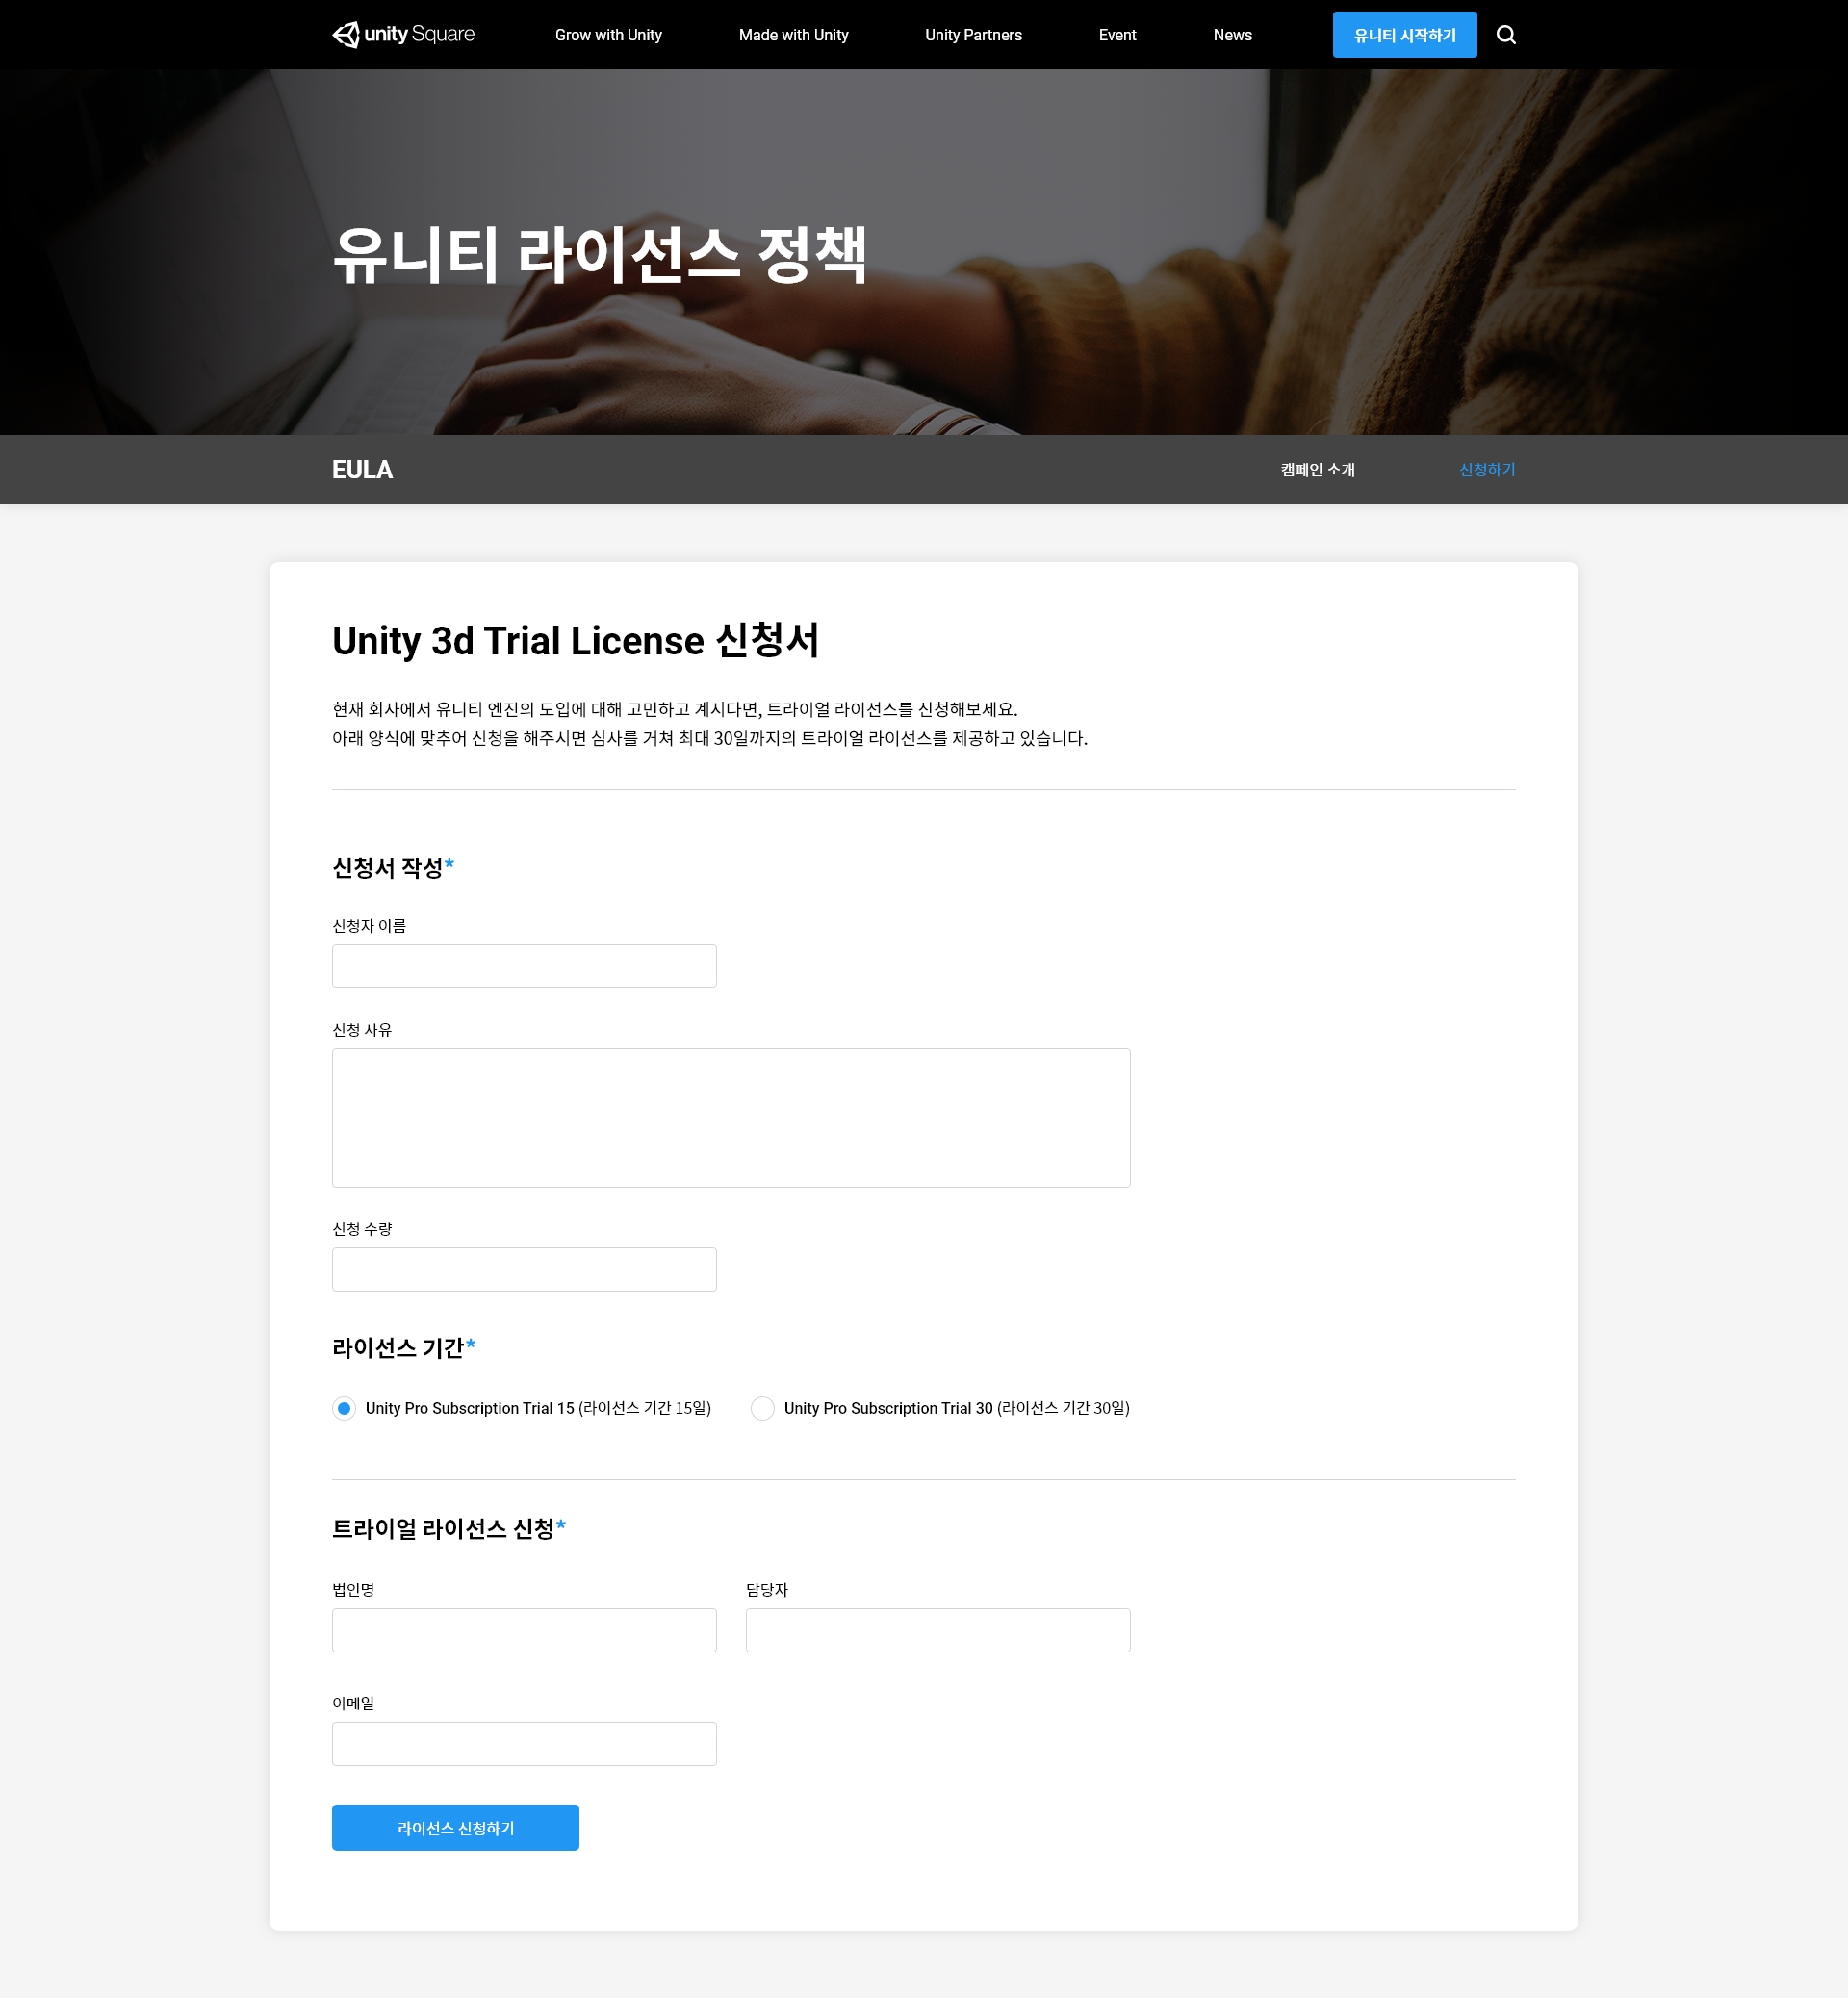 unity Square
Grow with Unity
Made with Unity
Unity Partners
Event
News
유니티 시작하기
유니티 라이선스 정책
EULA
캠페인 소개
신청하기
Unity 3d Trial License 신청서
현재 회사에서 유니티 엔진의 도입에 대해 고민하고 계시다면, 트라이얼 라이선스를 신청해보세요.
아래 양식에 맞추어 신청을 해주시면 심사를 거쳐 최대 30일까지의 트라이얼 라이선스를 제공하고 있습니다.
신청서 작성*
신청자 이름
신청 사유
신청 수량
라이선스 기간*
Unity Pro Subscription Trial 15 (라이선스 기간 15일)
Unity Pro Subscription Trial 30 (라이선스 기간 30일)
트라이얼 라이선스 신청*
법인명
담당자
이메일
라이선스 신청하기